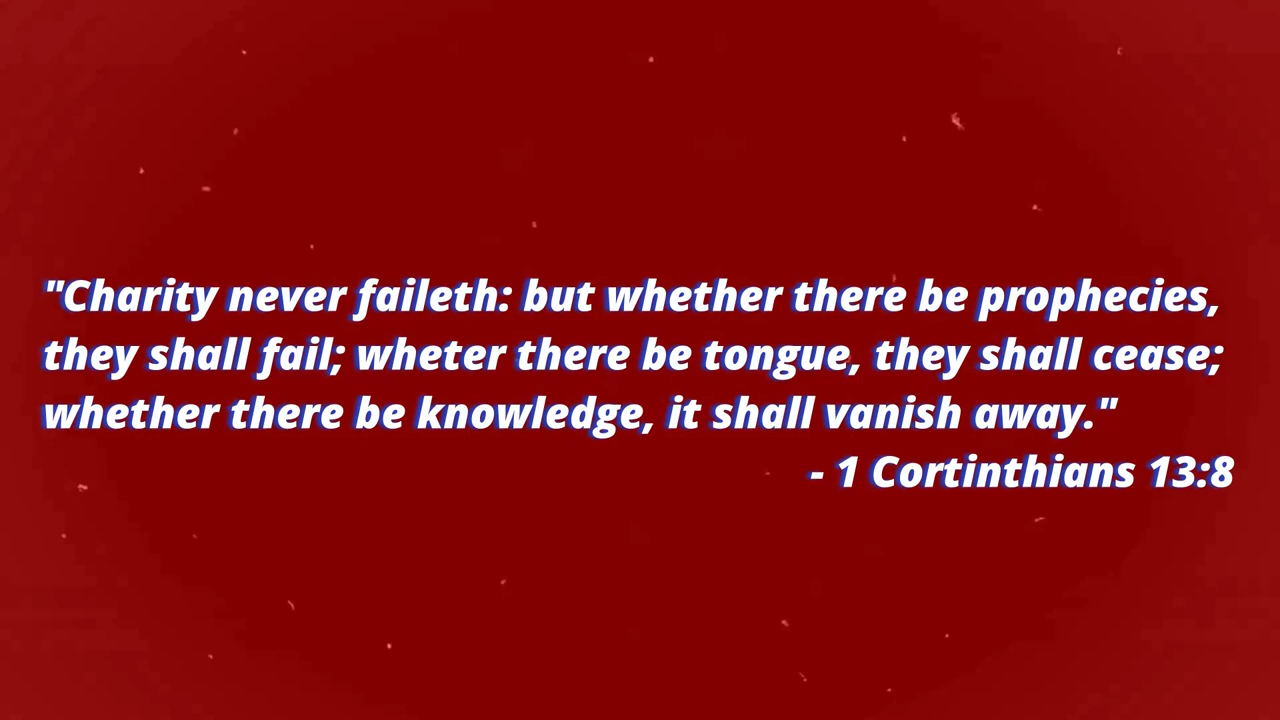 "Charity never faileth: but whether there be prophecies,
they shall fail; wheter there be tongue, they shall cease;
whether there be knowledge, it shall vanish away."
- 1 Cortinthians 13:8